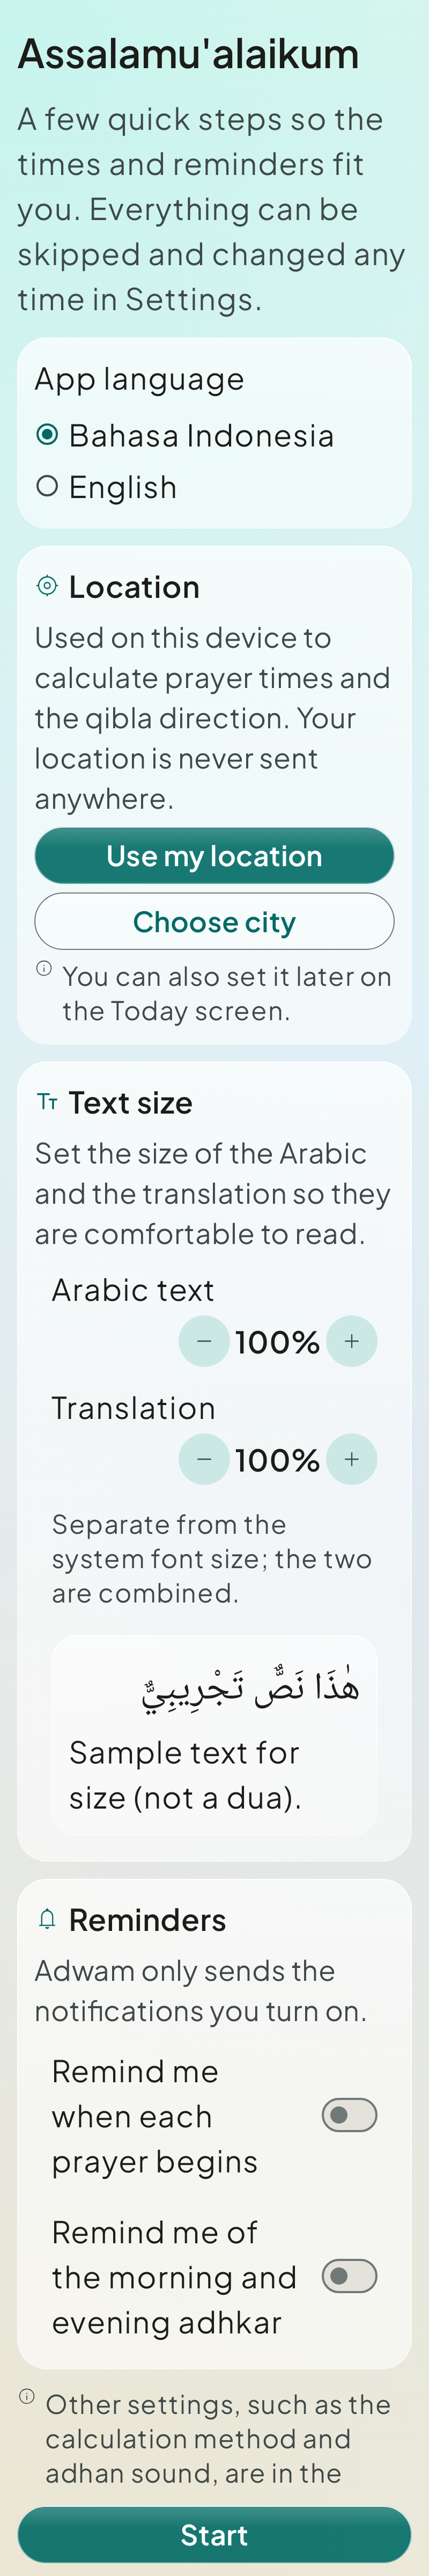 Assalamu'alaikum
A few quick steps so the
times and reminders fit
you. Everything can be
skipped and changed any
time in Settings.
App language
Bahasa Indonesia
English
Location
Used on this device to
calculate prayer times and
the qibla direction. Your
location is never sent
anywhere.
Use my location
Choose city
You can also set it later on
the Today screen.
Text size
Set the size of the Arabic
and the translation so they
are comfortable to read.
Arabic text
− 100% +
Translation
− 100% +
Separate from the
system font size; the two
are combined.
هٰذَا نَصٌّ تَجْرِيبِيٌّ
Sample text for
size (not a dua).
Reminders
Adwam only sends the
notifications you turn on.
Remind me
when each
prayer begins
Remind me of
the morning and
evening adhkar
Other settings, such as the
calculation method and
adhan sound, are in the
Start